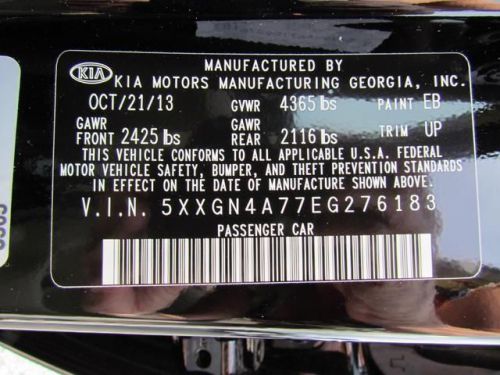 MANUFACTURED BY
KIA KIA MOTORS MANUFACTURING GEORGIA, INC.
OCT/21/13 GVWR 4365 lbs PAINT EB
GAWR FRONT 2425 lbs GAWR REAR 2116 lbs TRIM UP
THIS VEHICLE CONFORMS TO ALL APPLICABLE U.S.A. FEDERAL
MOTOR VEHICLE SAFETY, BUMPER, AND THEFT PREVENTION STANDARDS
IN EFFECT ON THE DATE OF MANUFACTURE SHOWN ABOVE.
V.I.N. 5XXGN4A77EG276183
PASSENGER CAR